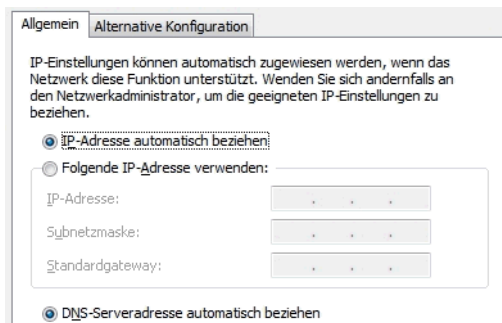 Allgemein
Alternative Konfiguration
IP-Einstellungen können automatisch zugewiesen werden, wenn das
Netzwerk diese Funktion unterstützt. Wenden Sie sich andernfalls an
den Netzwerkadministrator, um die geeigneten IP-Einstellungen zu
beziehen.
IP-Adresse automatisch beziehen
Folgende IP-Adresse verwenden:
IP-Adresse:
Subnetzmaske:
Standardgateway:
DNS-Serveradresse automatisch beziehen